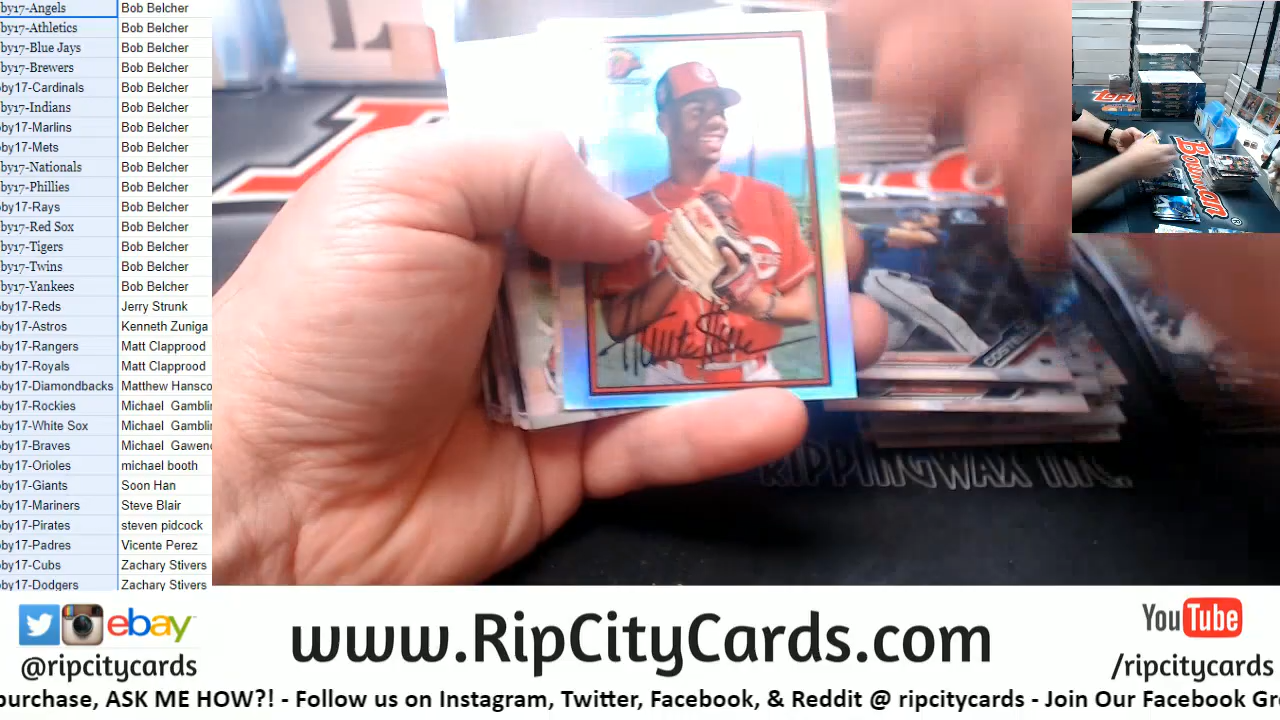 by17-Angels Bob Belcher
by17-Athletics Bob Belcher
by17-Blue Jays Bob Belcher
by17-Brewers Bob Belcher
by17-Cardinals Bob Belcher
by17-Indians Bob Belcher
by17-Marlins Bob Belcher
by17-Mets Bob Belcher
by17-Nationals Bob Belcher
by17-Phillies Bob Belcher
by17-Rays Bob Belcher
by17-Red Sox Bob Belcher
by17-Tigers Bob Belcher
by17-Twins Bob Belcher
by17-Yankees Bob Belcher
by17-Reds Jerry Strunk
by17-Astros Kenneth Zuniga
by17-Rangers Matt Clapprood
by17-Royals Matt Clapprood
by17-Diamondbacks Matthew Hansco
by17-Rockies Michael Gamblin
by17-White Sox Michael Gamblin
by17-Braves Michael Gawenc
by17-Orioles michael booth
by17-Giants Soon Han
by17-Mariners Steve Blair
by17-Pirates steven pidcock
by17-Padres Vicente Perez
by17-Cubs Zachary Stivers
by17-Dodgers Zachary Stivers
BOWMAN
RIPPINGWAX INC.
ebay
@ripcitycards
www.RipCityCards.com
YouTube
/ripcitycards
purchase, ASK ME HOW?! - Follow us on Instagram, Twitter, Facebook, & Reddit @ ripcitycards - Join Our Facebook Gr